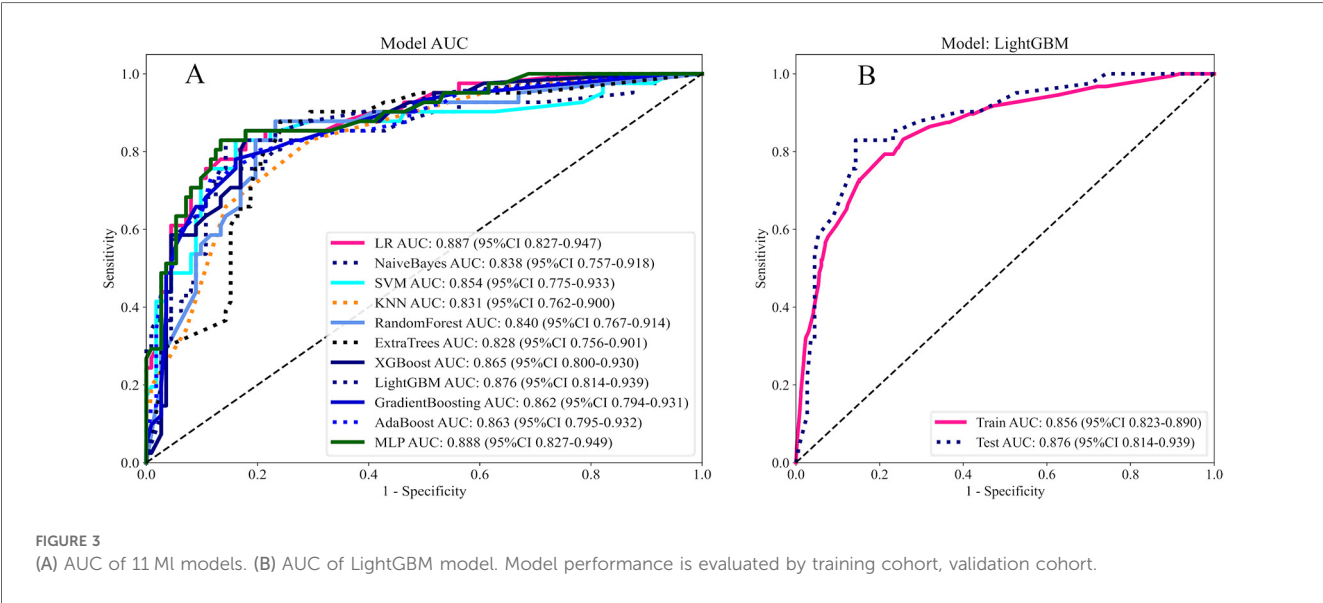 Model AUC
A
1.0
0.8
0.6
0.4
0.2
0.0
Sensitivity
LR AUC: 0.887 (95%CI 0.827-0.947)
NaiveBayes AUC: 0.838 (95%CI 0.757-0.918)
SVM AUC: 0.854 (95%CI 0.775-0.933)
KNN AUC: 0.831 (95%CI 0.762-0.900)
RandomForest AUC: 0.840 (95%CI 0.767-0.914)
ExtraTrees AUC: 0.828 (95%CI 0.756-0.901)
XGBoost AUC: 0.865 (95%CI 0.800-0.930)
LightGBM AUC: 0.876 (95%CI 0.814-0.939)
GradientBoosting AUC: 0.862 (95%CI 0.794-0.931)
AdaBoost AUC: 0.863 (95%CI 0.795-0.932)
MLP AUC: 0.888 (95%CI 0.827-0.949)
0.0 0.2 0.4 0.6 0.8 1.0
1 - Specificity
Model: LightGBM
B
1.0
0.8
0.6
0.4
0.2
0.0
Sensitivity
Train AUC: 0.856 (95%CI 0.823-0.890)
Test AUC: 0.876 (95%CI 0.814-0.939)
0.0 0.2 0.4 0.6 0.8 1.0
1 - Specificity
FIGURE 3
(A) AUC of 11 Ml models. (B) AUC of LightGBM model. Model performance is evaluated by training cohort, validation cohort.